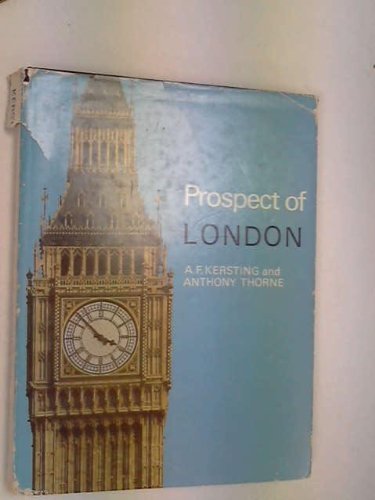 Prospect of
LONDON
A.F. KERSTING and
ANTHONY THORNE